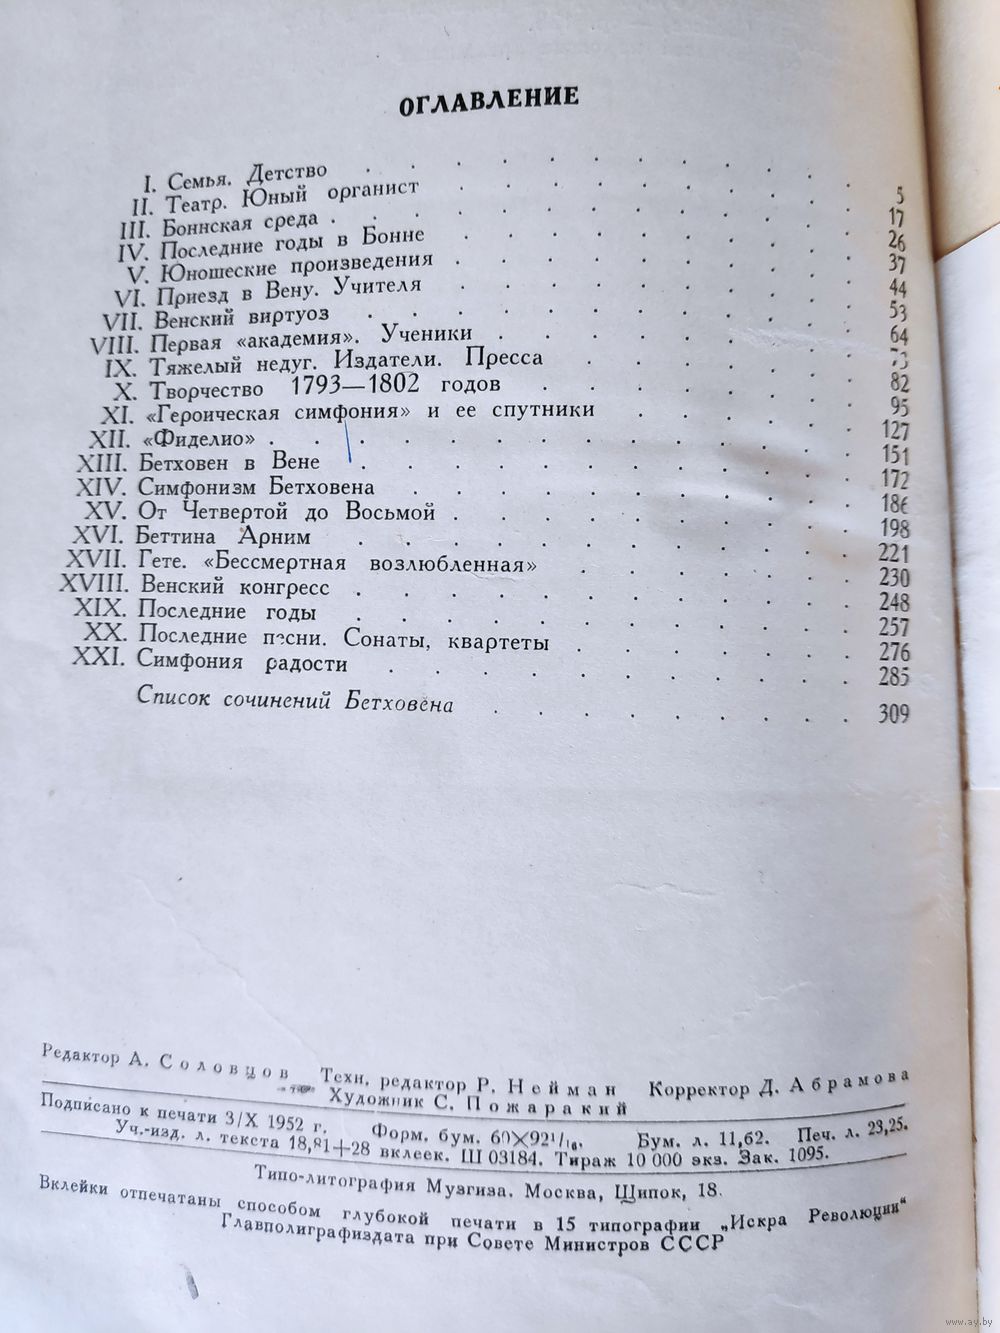 ОГЛАВЛЕНИЕ
I. Семья. Детство . . . . . . . . . . . 5
II. Театр. Юный органист . . . . . . . . . 17
III. Боннская среда . . . . . . . . . . . . 26
IV. Последние годы в Бонне . . . . . . . . . 37
V. Юношеские произведения . . . . . . . . . 44
VI. Приезд в Вену. Учителя . . . . . . . . . 53
VII. Венский виртуоз . . . . . . . . . . . 64
VIII. Первая «академия». Ученики . . . . . . . . 73
IX. Тяжелый недуг. Издатели. Пресса . . . . . . 82
X. Творчество 1793—1802 годов . . . . . . . 95
XI. «Героическая симфония» и ее спутники . . . . . 127
XII. «Фиделио» . . . . . . . . . . . . . 151
XIII. Бетховен в Вене . . . . . . . . . . . 172
XIV. Симфонизм Бетховена . . . . . . . . . . 186
XV. От Четвертой до Восьмой . . . . . . . . . 198
XVI. Беттина Арним . . . . . . . . . . . 221
XVII. Гете. «Бессмертная возлюбленная» . . . . . . 230
XVIII. Венский конгресс . . . . . . . . . . . 248
XIX. Последние годы . . . . . . . . . . . 257
XX. Последние песни. Сонаты, квартеты . . . . . . 276
XXI. Симфония радости . . . . . . . . . . 285
Список сочинений Бетховена . . . . . . . . 309
Редактор А. Соловцов Техн. редактор Р. Нейман Корректор Д. Абрамова
Художник С. Пожаракий
Подписано к печати 3/X 1952 г. Форм. бум. 60×92 1/16. Бум. л. 11,62. Печ. л. 23,25.
Уч.-изд. л. текста 18,81+28 вклеек. Ш 03184. Тираж 10 000 экз. Зак. 1095.
Типо-литография Музгиза. Москва, Щипок, 18.
Вклейки отпечатаны способом глубокой печати в 15 типографии „Искра Революции“
Главполиграфиздата при Совете Министров СССР
www.ay.by